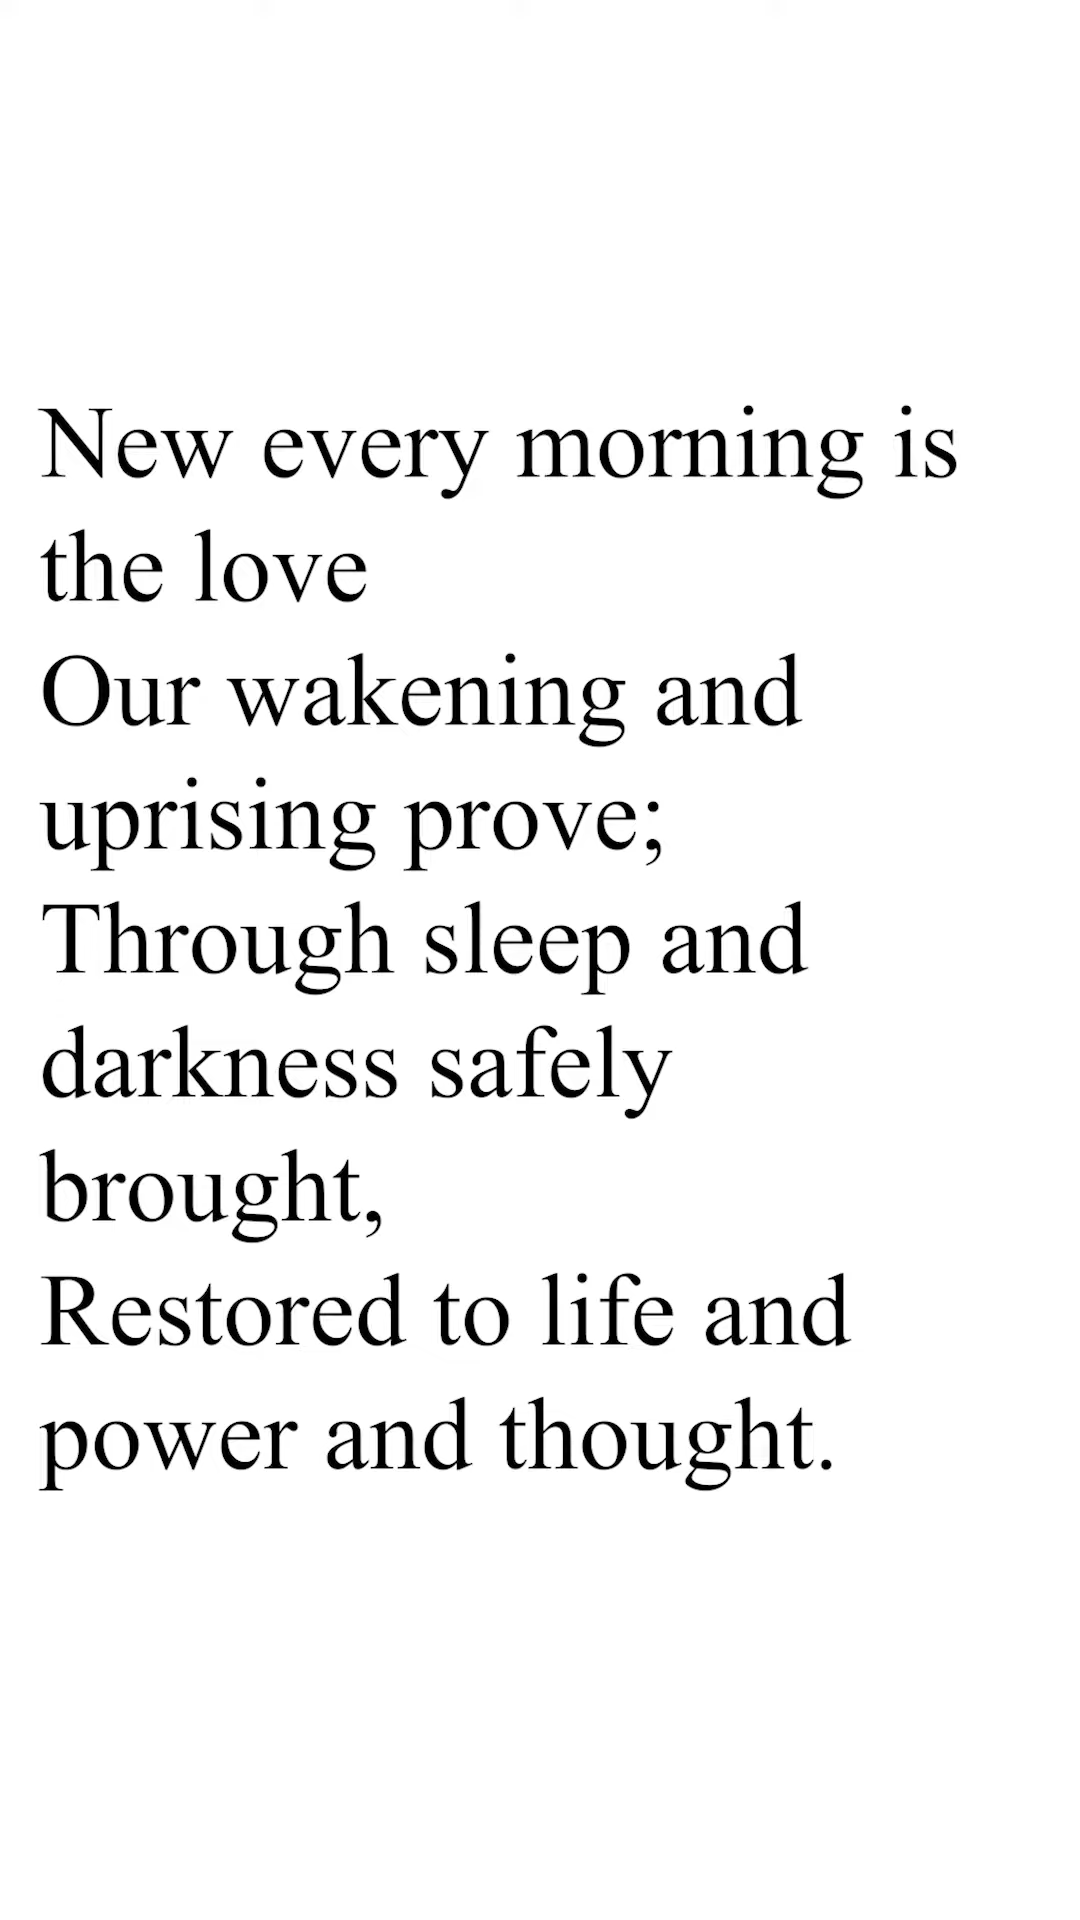 New every morning is
the love
Our wakening and
uprising prove;
Through sleep and
darkness safely
brought,
Restored to life and
power and thought.